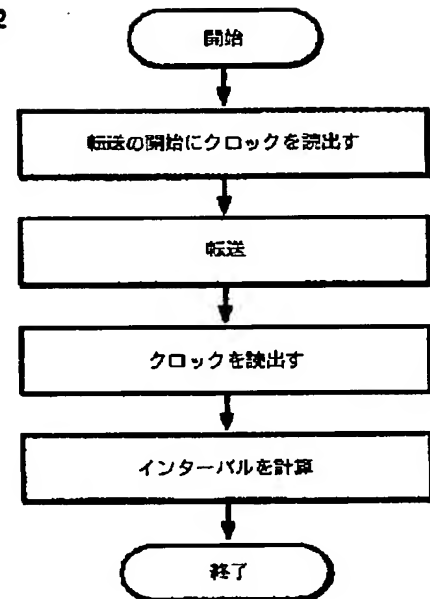 開始
転送の開始にクロックを読出す
転送
クロックを読出す
インターバルを計算
終了